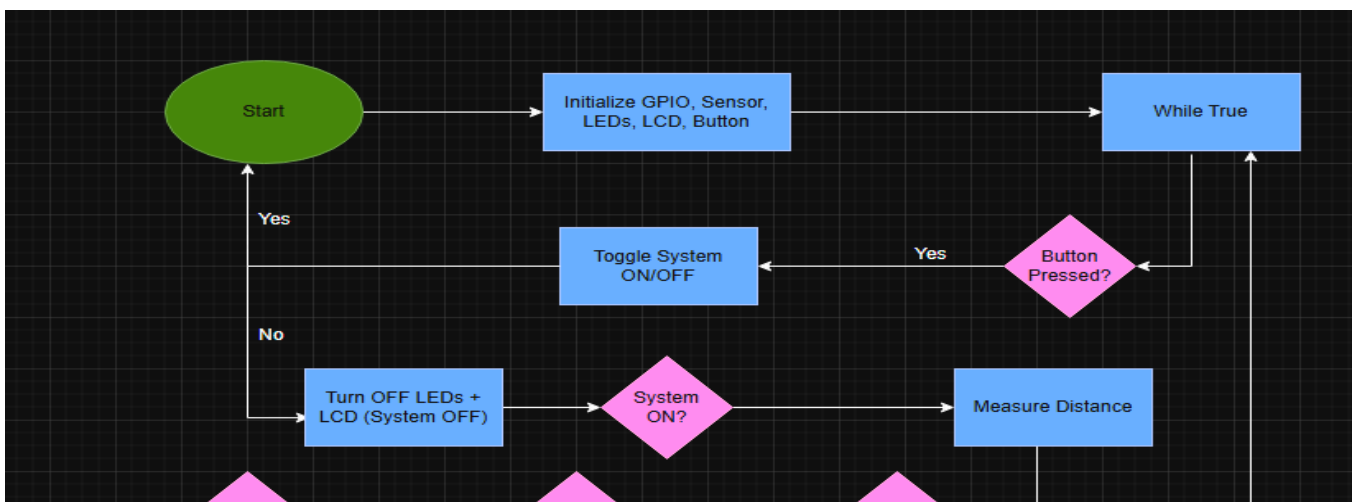 Start
Initialize GPIO, Sensor,
LEDs, LCD, Button
While True
Yes
Toggle System
ON/OFF
Yes
Button
Pressed?
No
Turn OFF LEDs +
LCD (System OFF)
System
ON?
Measure Distance